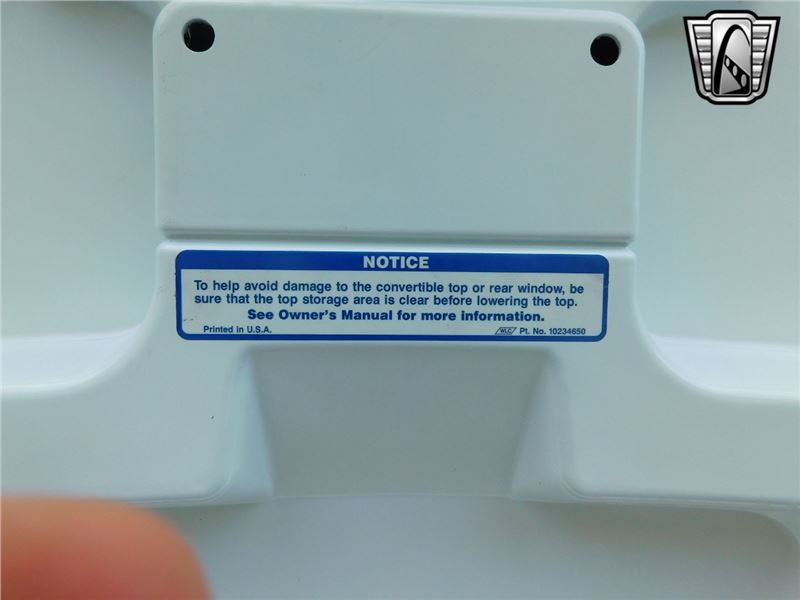 NOTICE
To help avoid damage to the convertible top or rear window, be
sure that the top storage area is clear before lowering the top.
See Owner's Manual for more information.
Printed in U.S.A. WLC Pt. No. 10234650